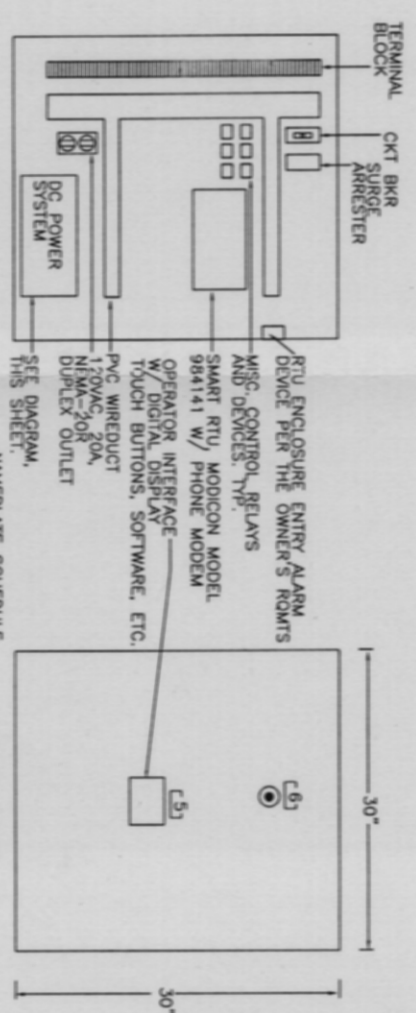 TERMINAL
BLOCK
CKT BKR
SURGE
ARRESTER
DC POWER
SYSTEM
RTU ENCLOSURE ENTRY ALARM
DEVICE PER THE OWNER'S RQMTS
MISC. CONTROL RELAYS
AND DEVICES. TYP.
SMART RTU MODICON MODEL
984141 W/ PHONE MODEM
OPERATOR INTERFACE
W/ DIGITAL DISPLAY
TOUCH BUTTONS, SOFTWARE, ETC.
PVC WIREDUCT
120VAC, 20A,
NEMA-20R
DUPLEX OUTLET
SEE DIAGRAM,
THIS SHEET.
NAMEPLATE SCHEDULE
6
5
30"
30"